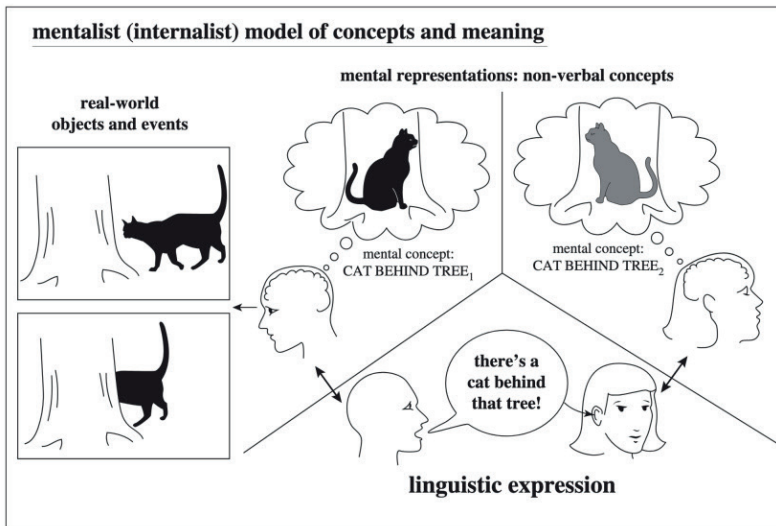 mentalist (internalist) model of concepts and meaning
mental representations: non-verbal concepts
real-world
objects and events
mental concept:
CAT BEHIND TREE₁
mental concept:
CAT BEHIND TREE₂
there's a
cat behind
that tree!
linguistic expression